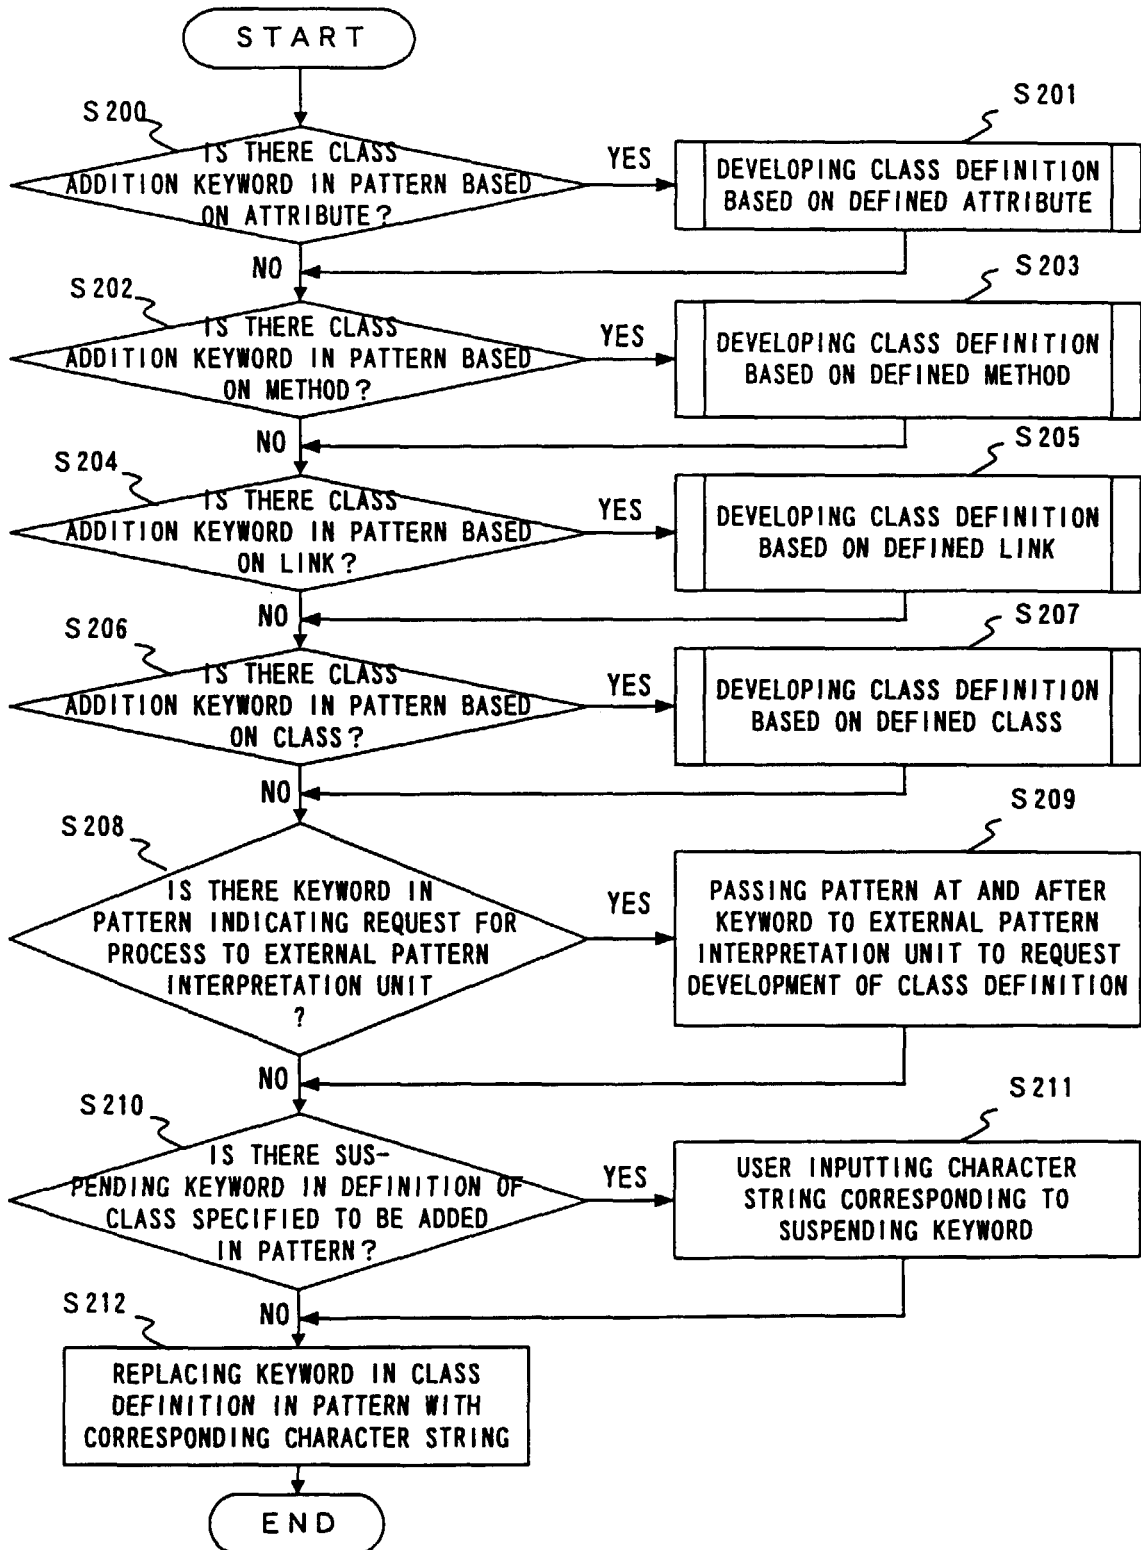 START
S200
IS THERE CLASS
ADDITION KEYWORD IN PATTERN BASED
ON ATTRIBUTE?
YES
S201
DEVELOPING CLASS DEFINITION
BASED ON DEFINED ATTRIBUTE
NO
S202
IS THERE CLASS
ADDITION KEYWORD IN PATTERN BASED
ON METHOD?
YES
S203
DEVELOPING CLASS DEFINITION
BASED ON DEFINED METHOD
NO
S204
IS THERE CLASS
ADDITION KEYWORD IN PATTERN BASED
ON LINK?
YES
S205
DEVELOPING CLASS DEFINITION
BASED ON DEFINED LINK
NO
S206
IS THERE CLASS
ADDITION KEYWORD IN PATTERN BASED
ON CLASS?
YES
S207
DEVELOPING CLASS DEFINITION
BASED ON DEFINED CLASS
NO
S208
IS THERE KEYWORD IN
PATTERN INDICATING REQUEST FOR
PROCESS TO EXTERNAL PATTERN
INTERPRETATION UNIT
?
YES
S209
PASSING PATTERN AT AND AFTER
KEYWORD TO EXTERNAL PATTERN
INTERPRETATION UNIT TO REQUEST
DEVELOPMENT OF CLASS DEFINITION
NO
S210
IS THERE SUS-
PENDING KEYWORD IN DEFINITION OF
CLASS SPECIFIED TO BE ADDED
IN PATTERN?
YES
S211
USER INPUTTING CHARACTER
STRING CORRESPONDING TO
SUSPENDING KEYWORD
NO
S212
REPLACING KEYWORD IN CLASS
DEFINITION IN PATTERN WITH
CORRESPONDING CHARACTER STRING
END